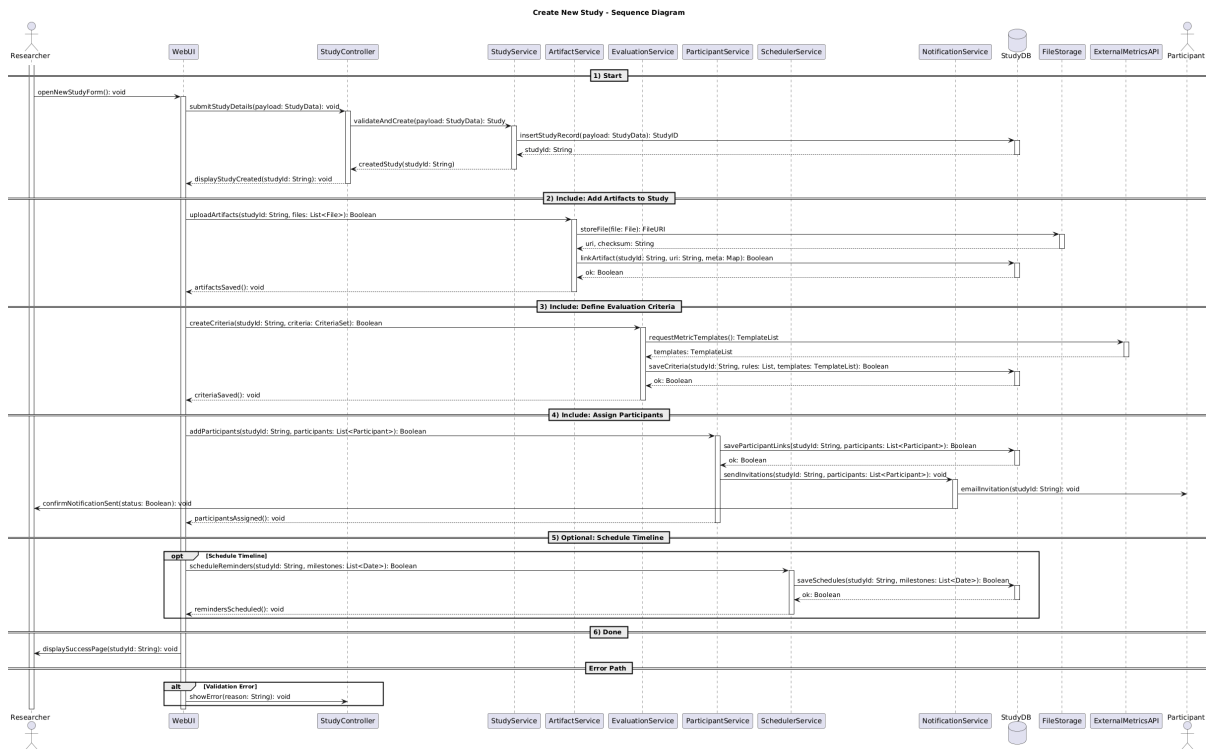 Create New Study - Sequence Diagram
Researcher
WebUI
StudyController
StudyService
ArtifactService
EvaluationService
ParticipantService
SchedulerService
NotificationService
StudyDB
FileStorage
ExternalMetricsAPI
Participant
1) Start
openNewStudyForm(): void
submitStudyDetails(payload: StudyData): void
validateAndCreate(payload: StudyData): Study
insertStudyRecord(payload: StudyData): StudyID
studyId: String
createdStudy(studyId: String)
displayStudyCreated(studyId: String): void
2) Include: Add Artifacts to Study
uploadArtifacts(studyId: String, files: List<File>): Boolean
storeFile(file: File): FileURI
uri, checksum: String
linkArtifact(studyId: String, uri: String, meta: Map): Boolean
ok: Boolean
artifactsSaved(): void
3) Include: Define Evaluation Criteria
createCriteria(studyId: String, criteria: CriteriaSet): Boolean
requestMetricTemplates(): TemplateList
templates: TemplateList
saveCriteria(studyId: String, rules: List, templates: TemplateList): Boolean
ok: Boolean
criteriaSaved(): void
4) Include: Assign Participants
addParticipants(studyId: String, participants: List<Participant>): Boolean
saveParticipantLinks(studyId: String, participants: List<Participant>): Boolean
ok: Boolean
sendInvitations(studyId: String, participants: List<Participant>): void
emailInvitation(studyId: String): void
confirmNotificationSent(status: Boolean): void
participantsAssigned(): void
5) Optional: Schedule Timeline
opt [Schedule Timeline]
scheduleReminders(studyId: String, milestones: List<Date>): Boolean
saveSchedules(studyId: String, milestones: List<Date>): Boolean
ok: Boolean
remindersScheduled(): void
6) Done
displaySuccessPage(studyId: String): void
Error Path
alt [Validation Error]
showError(reason: String): void
Researcher
WebUI
StudyController
StudyService
ArtifactService
EvaluationService
ParticipantService
SchedulerService
NotificationService
StudyDB
FileStorage
ExternalMetricsAPI
Participant